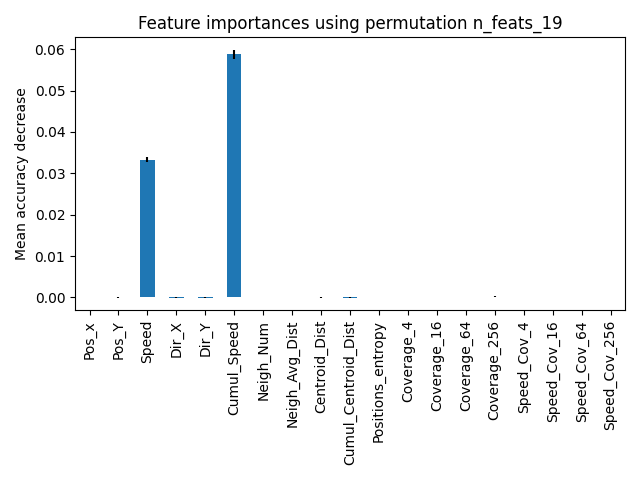 Feature importances using permutation n_feats_19
Mean accuracy decrease
0.06
0.05
0.04
0.03
0.02
0.01
0.00
Pos_x
Pos_Y
Speed
Dir_X
Dir_Y
Cumul_Speed
Neigh_Num
Neigh_Avg_Dist
Centroid_Dist
Cumul_Centroid_Dist
Positions_entropy
Coverage_4
Coverage_16
Coverage_64
Coverage_256
Speed_Cov_4
Speed_Cov_16
Speed_Cov_64
Speed_Cov_256